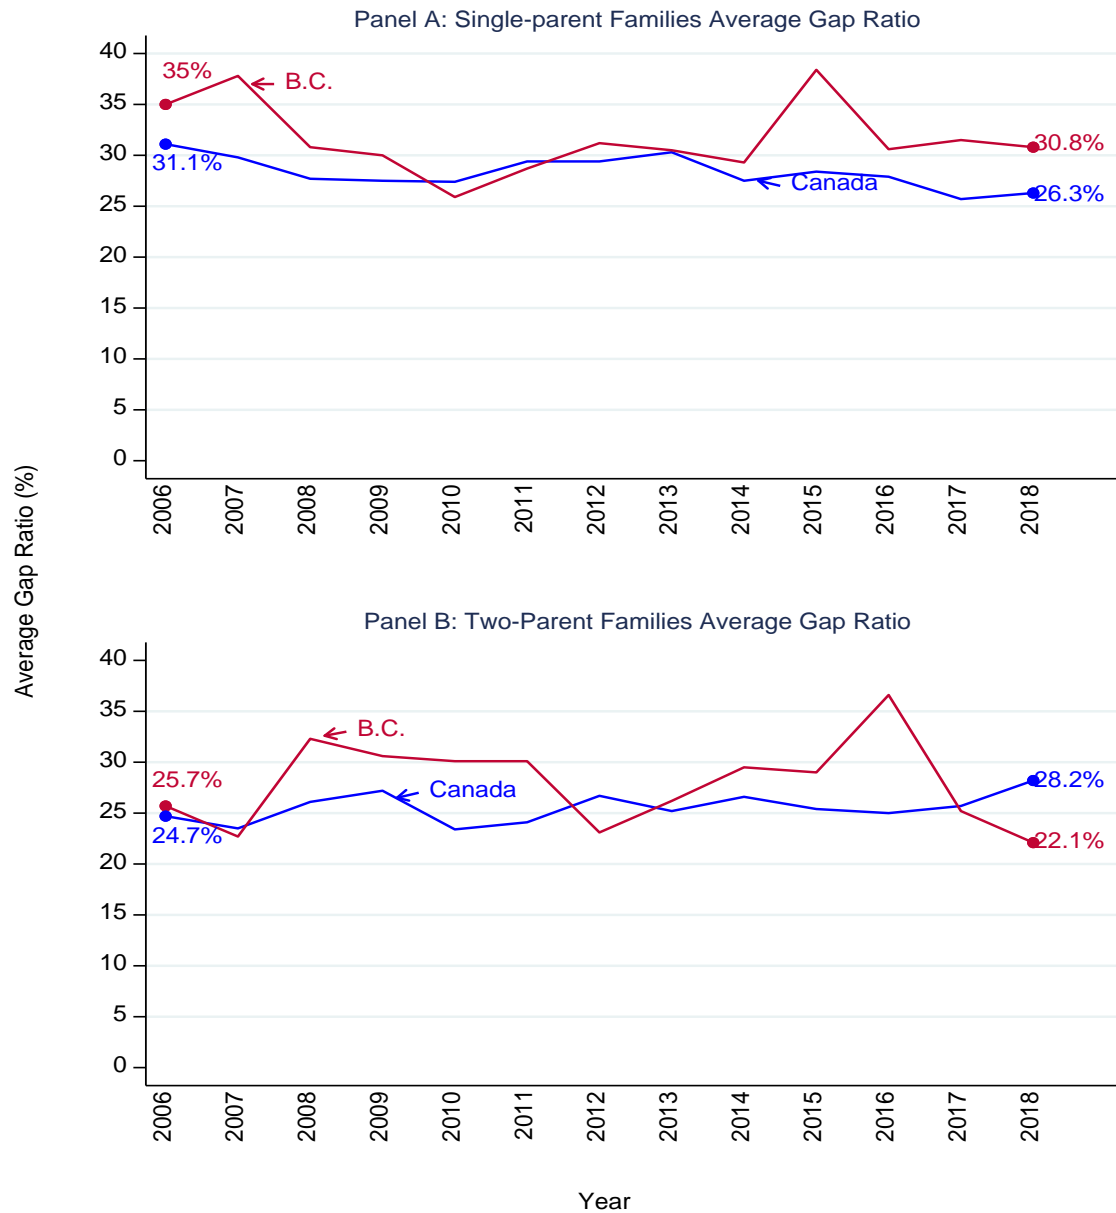 Panel A: Single-parent Families Average Gap Ratio
40
35
30
25
20
15
10
5
0
35%
B.C.
31.1%
Canada
30.8%
26.3%
2006 2007 2008 2009 2010 2011 2012 2013 2014 2015 2016 2017 2018
Average Gap Ratio (%)
Panel B: Two-Parent Families Average Gap Ratio
40
35
30
25
20
15
10
5
0
B.C.
25.7%
Canada
24.7%
28.2%
22.1%
2006 2007 2008 2009 2010 2011 2012 2013 2014 2015 2016 2017 2018
Year